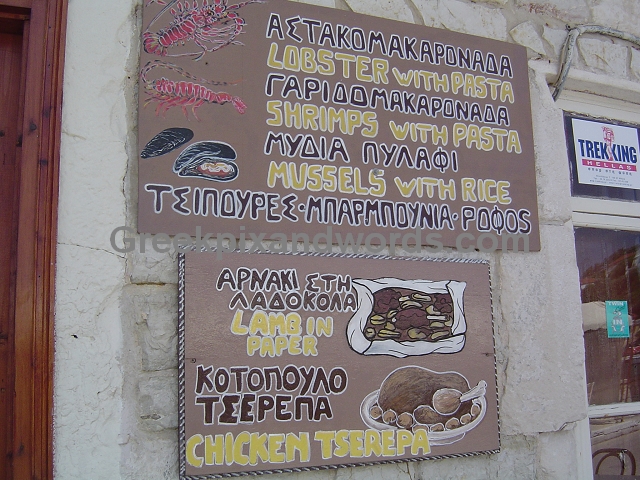 ΑΣΤΑΚΟΜΑΚΑΡΟΝΑΔΑ
LOBSTER WITH PASTA
ΓΑΡΙΔΟΜΑΚΑΡΟΝΑΔΑ
SHRIMPS WITH PASTA
ΜΥΔΙΑ ΠΥΛΑΦΙ
MUSSELS WITH RICE
ΤΣΙΠΟΥΡΕΣ·ΜΠΑΡΜΠΟΥΝΙΑ·ΡΟΦΟΣ
Greekpixandwords.com
ΑΡΝΑΚΙ ΣΤΗ
ΛΑΔΟΚΟΛΑ
LAMB IN
PAPER
ΚΟΤΟΠΟΥΛΟ
ΤΣΕΡΕΠΑ
CHICKEN TSEREPA
TREKKING
HELLAS